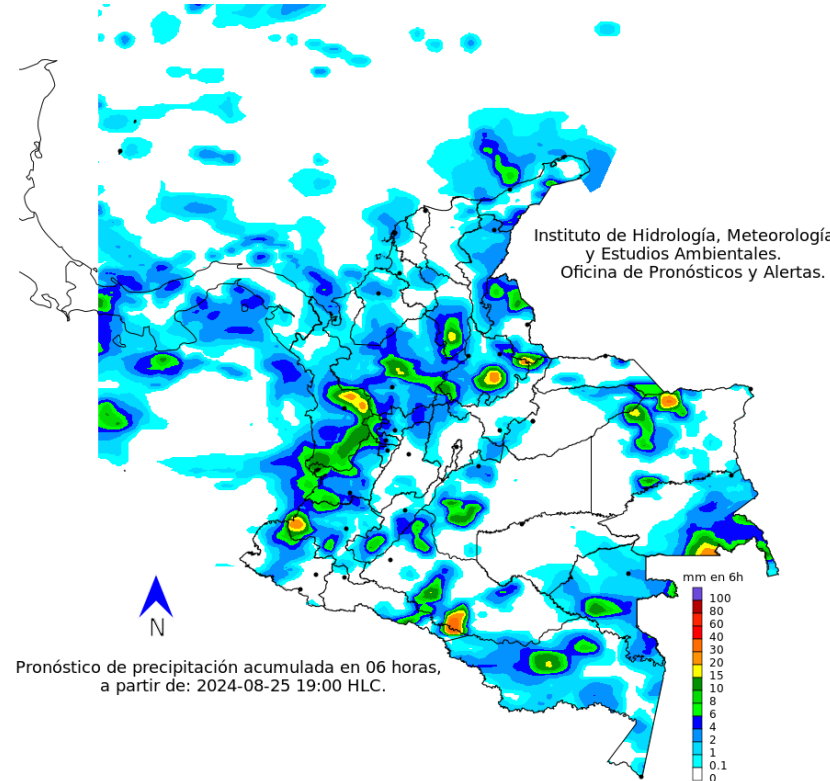 Instituto de Hidrología, Meteorología
y Estudios Ambientales.
Oficina de Pronósticos y Alertas.
mm en 6h
100
80
60
40
30
20
15
10
8
6
4
2
1
0.1
0
N
Pronóstico de precipitación acumulada en 06 horas,
a partir de: 2024-08-25 19:00 HLC.